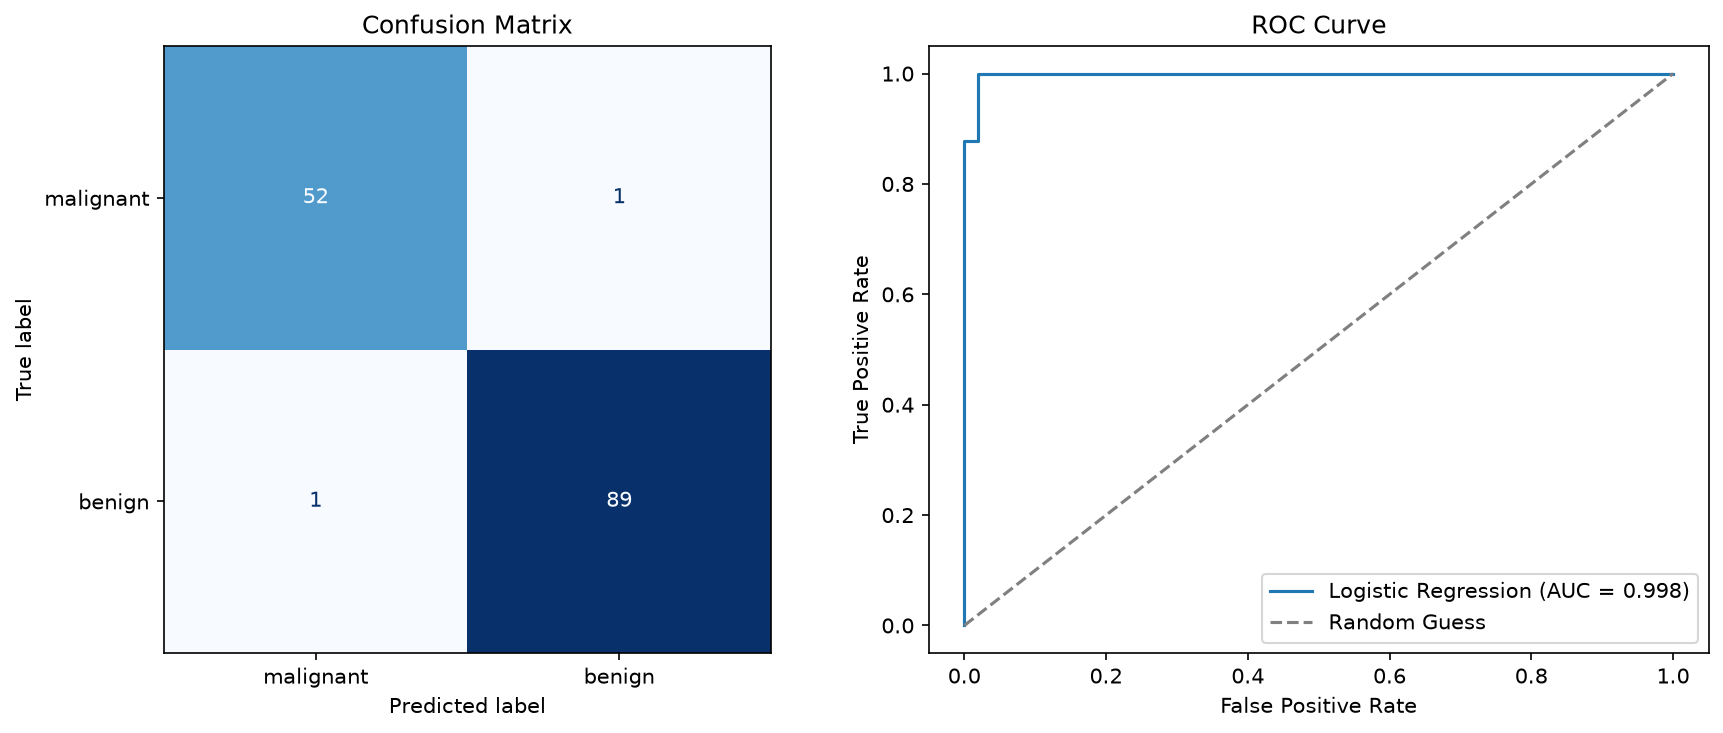 Confusion Matrix
True label
malignant
benign
52
1
1
89
malignant
benign
Predicted label
ROC Curve
True Positive Rate
1.0
0.8
0.6
0.4
0.2
0.0
Logistic Regression (AUC = 0.998)
Random Guess
0.0
0.2
0.4
0.6
0.8
1.0
False Positive Rate